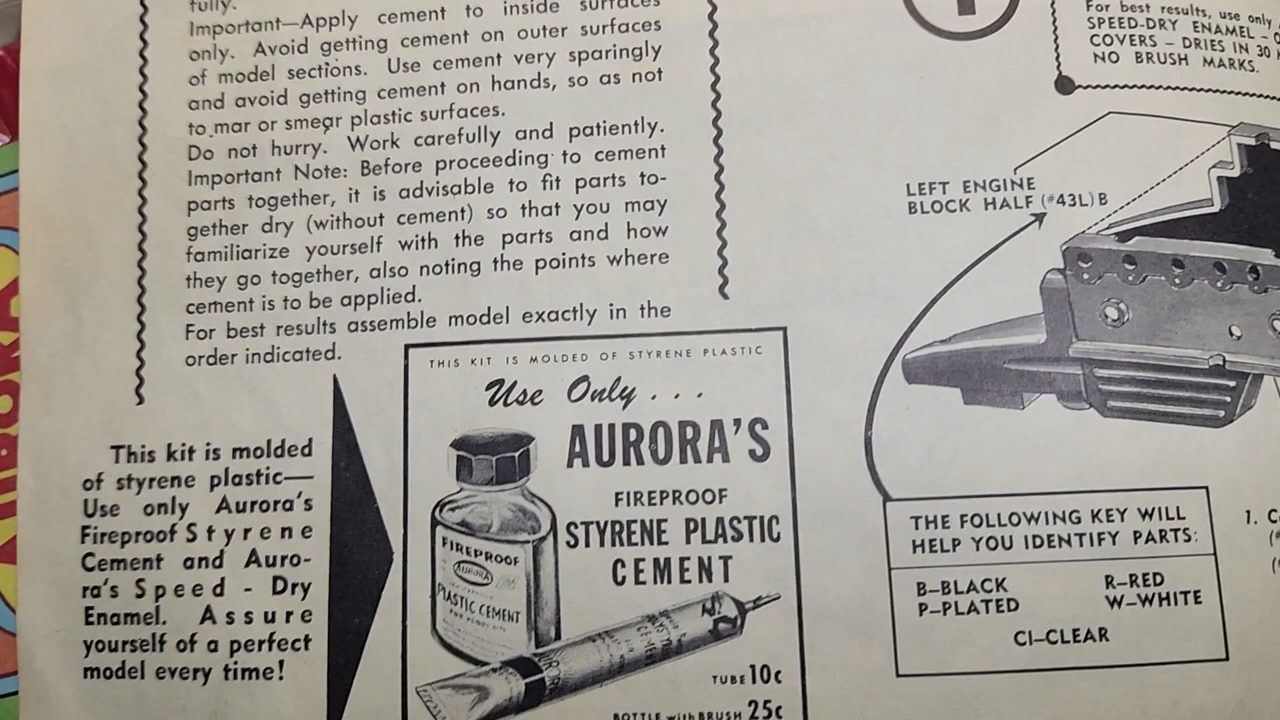 tully.
Important—Apply cement to inside surfaces
only. Avoid getting cement on outer surfaces
of model sections. Use cement very sparingly
and avoid getting cement on hands, so as not
to mar or smear plastic surfaces.
Do not hurry. Work carefully and patiently.
Important Note: Before proceeding to cement
parts together, it is advisable to fit parts to-
gether dry (without cement) so that you may
familiarize yourself with the parts and how
they go together, also noting the points where
cement is to be applied.
For best results assemble model exactly in the
order indicated.
This kit is molded
of styrene plastic—
Use only Aurora's
Fireproof Styrene
Cement and Auro-
ra's Speed - Dry
Enamel. Assure
yourself of a perfect
model every time!
THIS KIT IS MOLDED OF STYRENE PLASTIC
Use Only...
AURORA'S
FIREPROOF
STYRENE PLASTIC
CEMENT
FIREPROOF
AURORA
PLASTIC CEMENT
TUBE 10c
BOTTLE with BRUSH 25c
For best results, use only
SPEED-DRY ENAMEL –
COVERS – DRIES IN 30
NO BRUSH MARKS.
LEFT ENGINE
BLOCK HALF (#43L) B
THE FOLLOWING KEY WILL
HELP YOU IDENTIFY PARTS:
B–BLACK R–RED
P–PLATED W–WHITE
Cl–CLEAR
1.